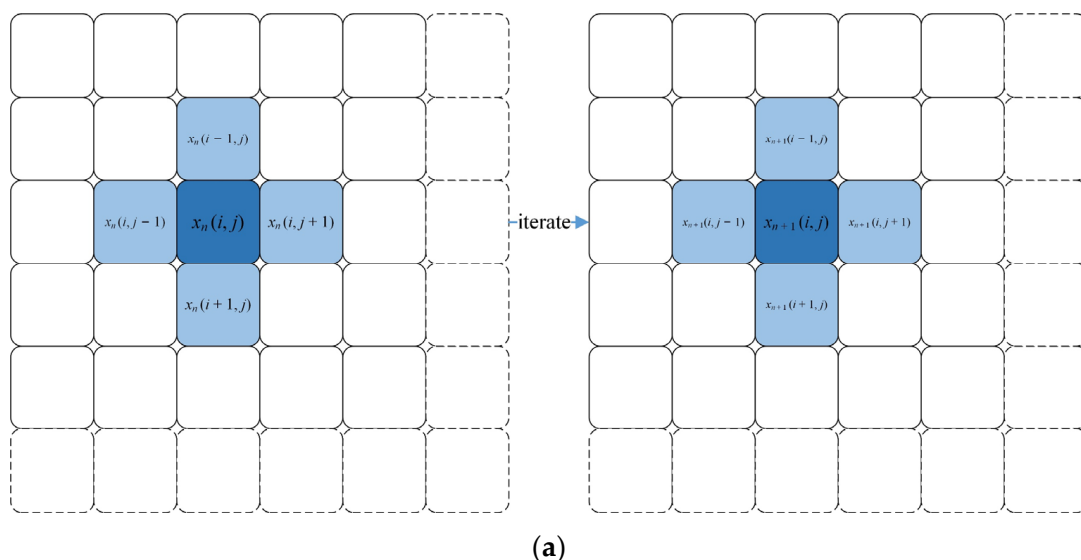 xₙ(i − 1, j)
xₙ(i, j − 1) xₙ(i, j) xₙ(i, j + 1)
xₙ(i + 1, j)
iterate
xₙ₊₁(i − 1, j)
xₙ₊₁(i, j − 1) xₙ₊₁(i, j) xₙ₊₁(i, j + 1)
xₙ₊₁(i + 1, j)
(a)